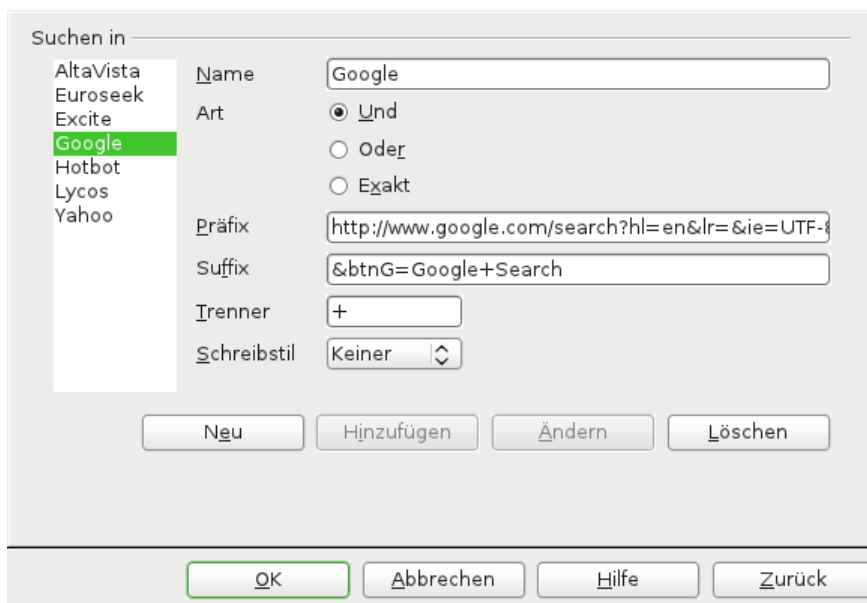 Suchen in
AltaVista
Euroseek
Excite
Google
Hotbot
Lycos
Yahoo
Name
Google
Art
Und
Oder
Exakt
Präfix
http://www.google.com/search?hl=en&lr=&ie=UTF-8
Suffix
&btnG=Google+Search
Trenner
+
Schreibstil
Keiner
Neu
Hinzufügen
Ändern
Löschen
OK
Abbrechen
Hilfe
Zurück